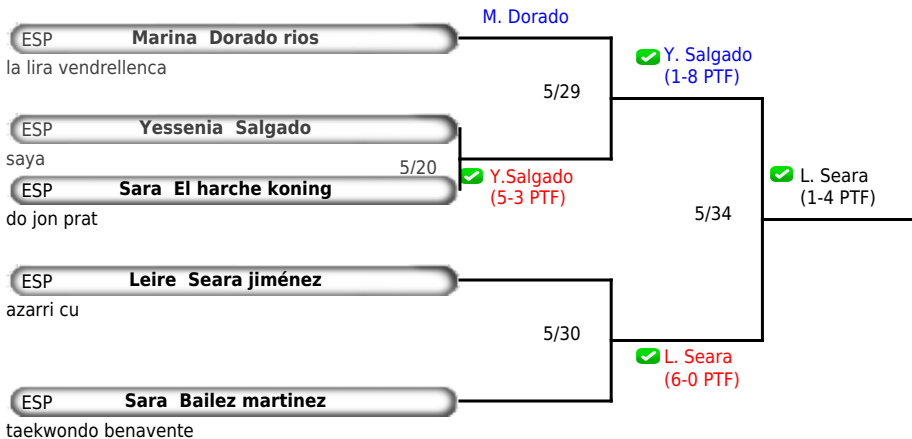 M. Dorado
ESP Marina Dorado rios
la lira vendrellenca
Y. Salgado
(1-8 PTF)
5/29
ESP Yessenia Salgado
saya
5/20
Y.Salgado
(5-3 PTF)
ESP Sara El harche koning
do jon prat
L. Seara
(1-4 PTF)
5/34
ESP Leire Seara jiménez
azarri cu
5/30
L. Seara
(6-0 PTF)
ESP Sara Bailez martinez
taekwondo benavente